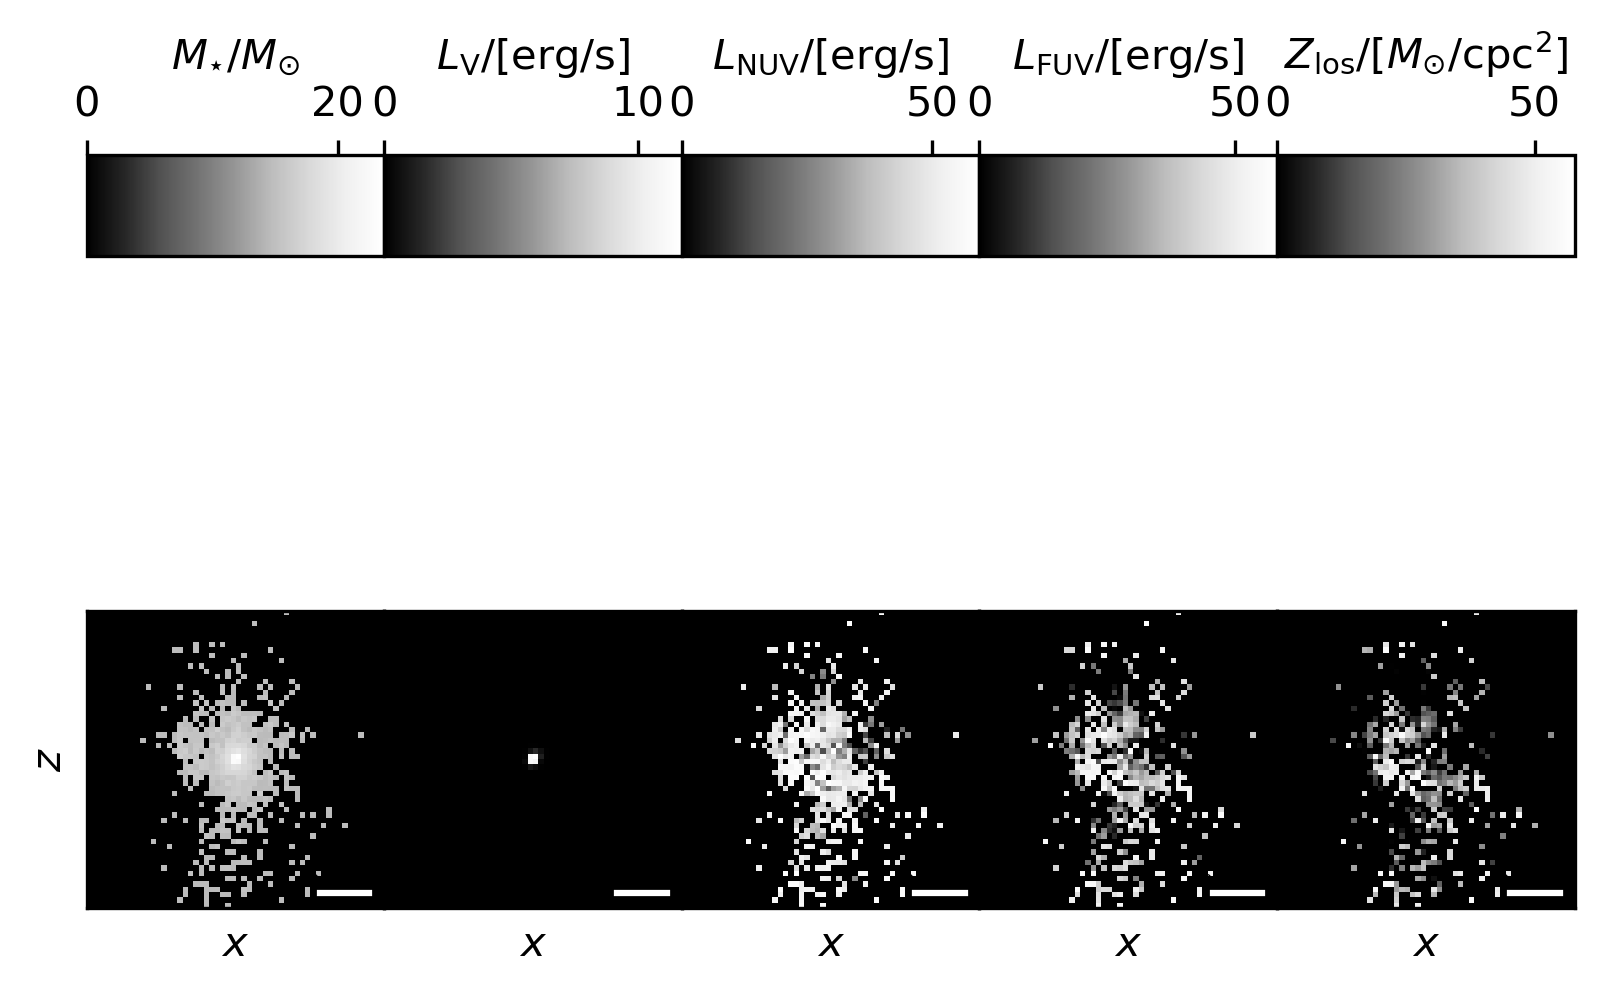 M⋆/M⊙ L_V/[erg/s] L_NUV/[erg/s] L_FUV/[erg/s] Z_los/[M⊙/cpc²]
0 20 0 10 0 50 0 50 0 50
z
x x x x x